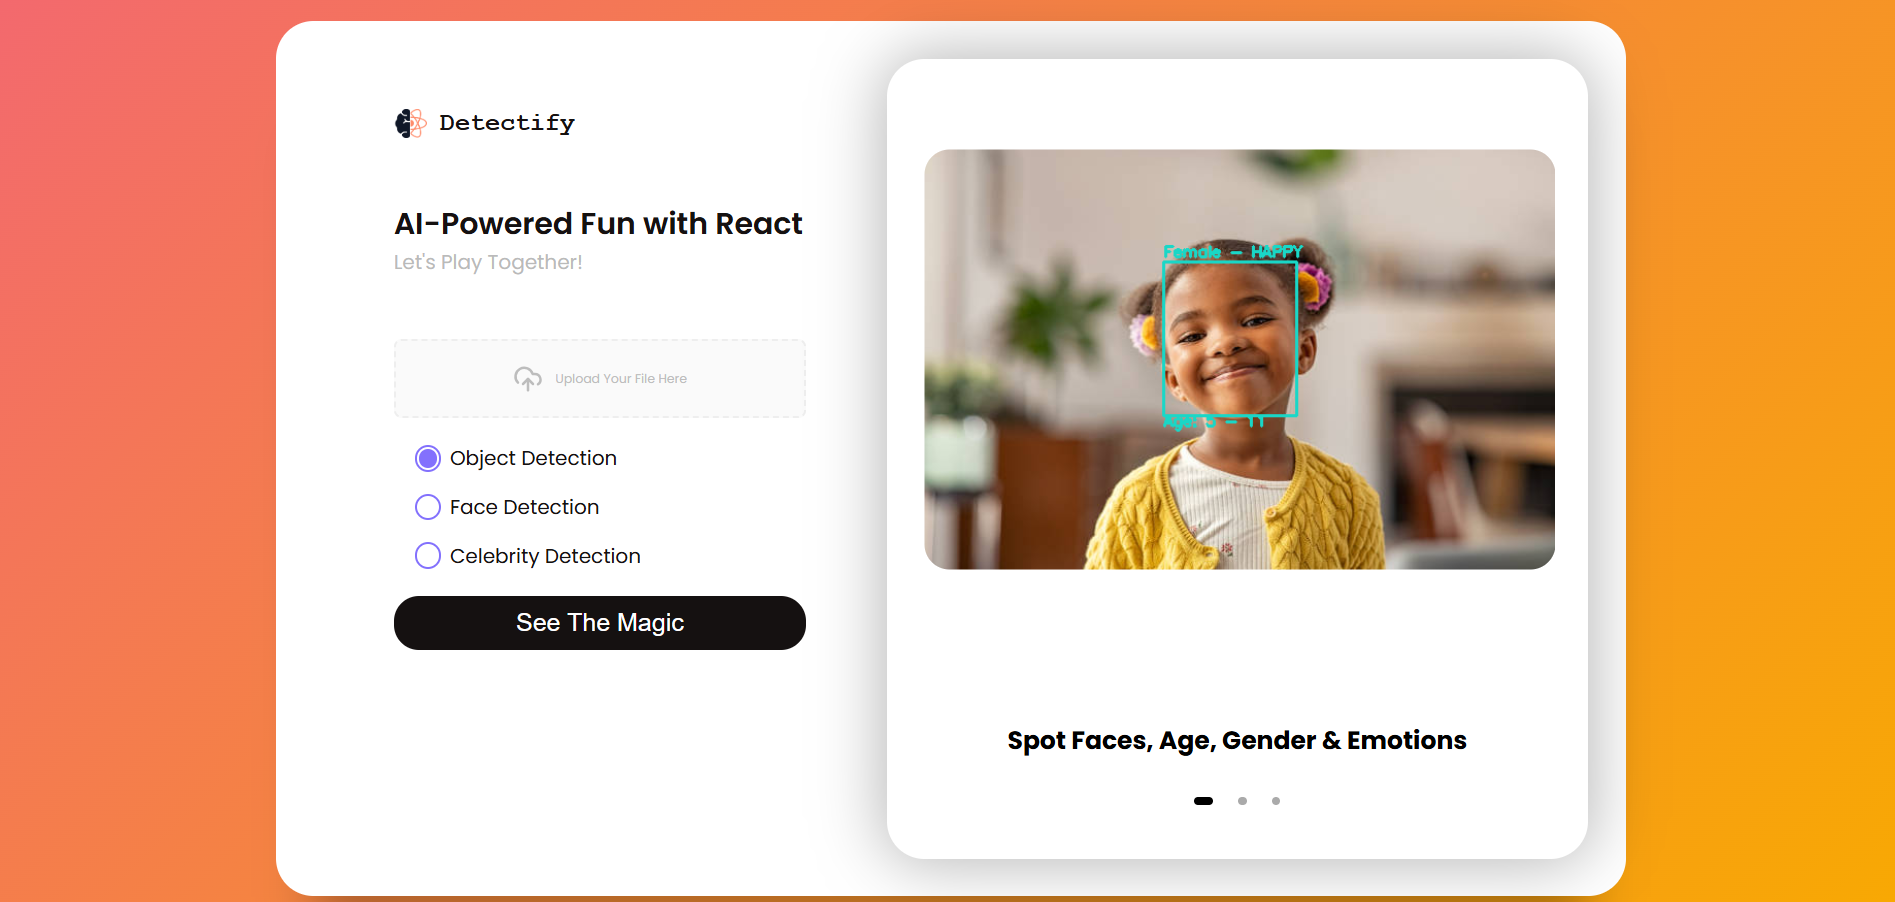 Detectify
AI-Powered Fun with React
Let's Play Together!
Upload Your File Here
Object Detection
Face Detection
Celebrity Detection
See The Magic
Female - HAPPY
Age: 5 - 11
Spot Faces, Age, Gender & Emotions